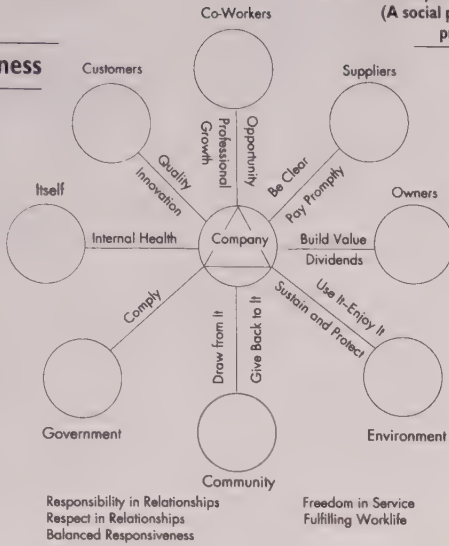 Co-Workers
(A social p
p
ness
Customers
Suppliers
Professional
Growth
Opportunity
Quality
Innovation
Be Clear
Pay Promptly
Itself
Internal Health
Company
Build Value
Dividends
Owners
Comply
Draw from It
Give Back to It
Use It–Enjoy It
Sustain and Protect
Government
Environment
Community
Responsibility in Relationships
Respect in Relationships
Balanced Responsiveness
Freedom in Service
Fulfilling Worklife